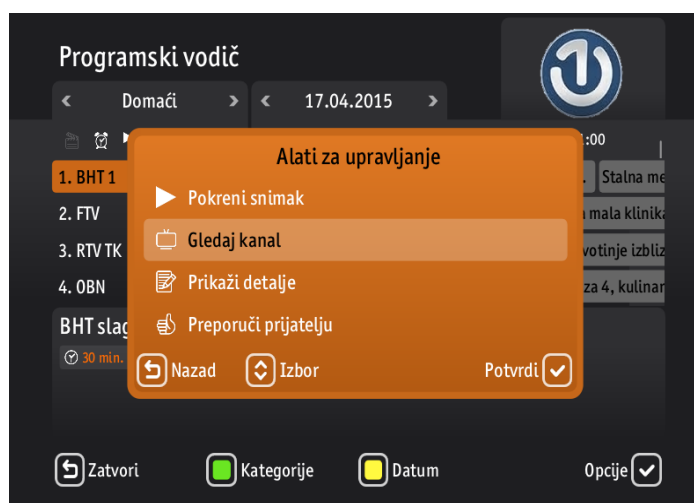 Programski vodič
Domaći
17.04.2015
:00
Alati za upravljanje
1. BHT 1
Stalna me
Pokreni snimak
2. FTV
mala klinika
Gledaj kanal
3. RTV TK
votinje izbliz
Prikaži detalje
4. OBN
za 4, kulinar
BHT slag
Preporuči prijatelju
30 min.
Nazad
Izbor
Potvrdi
Zatvori
Kategorije
Datum
Opcije